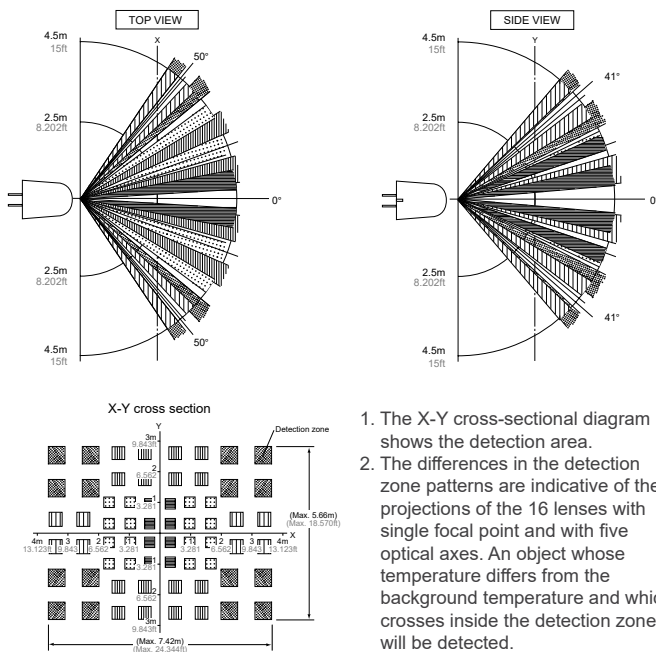 TOP VIEW
4.5m
15ft
X
50°
2.5m
8.202ft
0°
2.5m
8.202ft
4.5m
15ft
50°
SIDE VIEW
4.5m
15ft
Y
41°
2.5m
8.202ft
0°
2.5m
8.202ft
4.5m
15ft
41°
X-Y cross section
Y
3m
9.843ft
Detection zone
2
6.562
1
3.281
(Max. 5.66m)
(Max. 18.570ft)
X
4m 3 2 1 1 2 3 4m
13.123ft 9.843 6.562 3.281 3.281 6.562 9.843 13.123ft
1
3.281
2
6.562
3m
9.843ft
(Max. 7.42m)
(Max. 24.344ft)
1. The X-Y cross-sectional diagram
shows the detection area.
2. The differences in the detection
zone patterns are indicative of the
projections of the 16 lenses with
single focal point and with five
optical axes. An object whose
temperature differs from the
background temperature and whic
crosses inside the detection zone
will be detected.